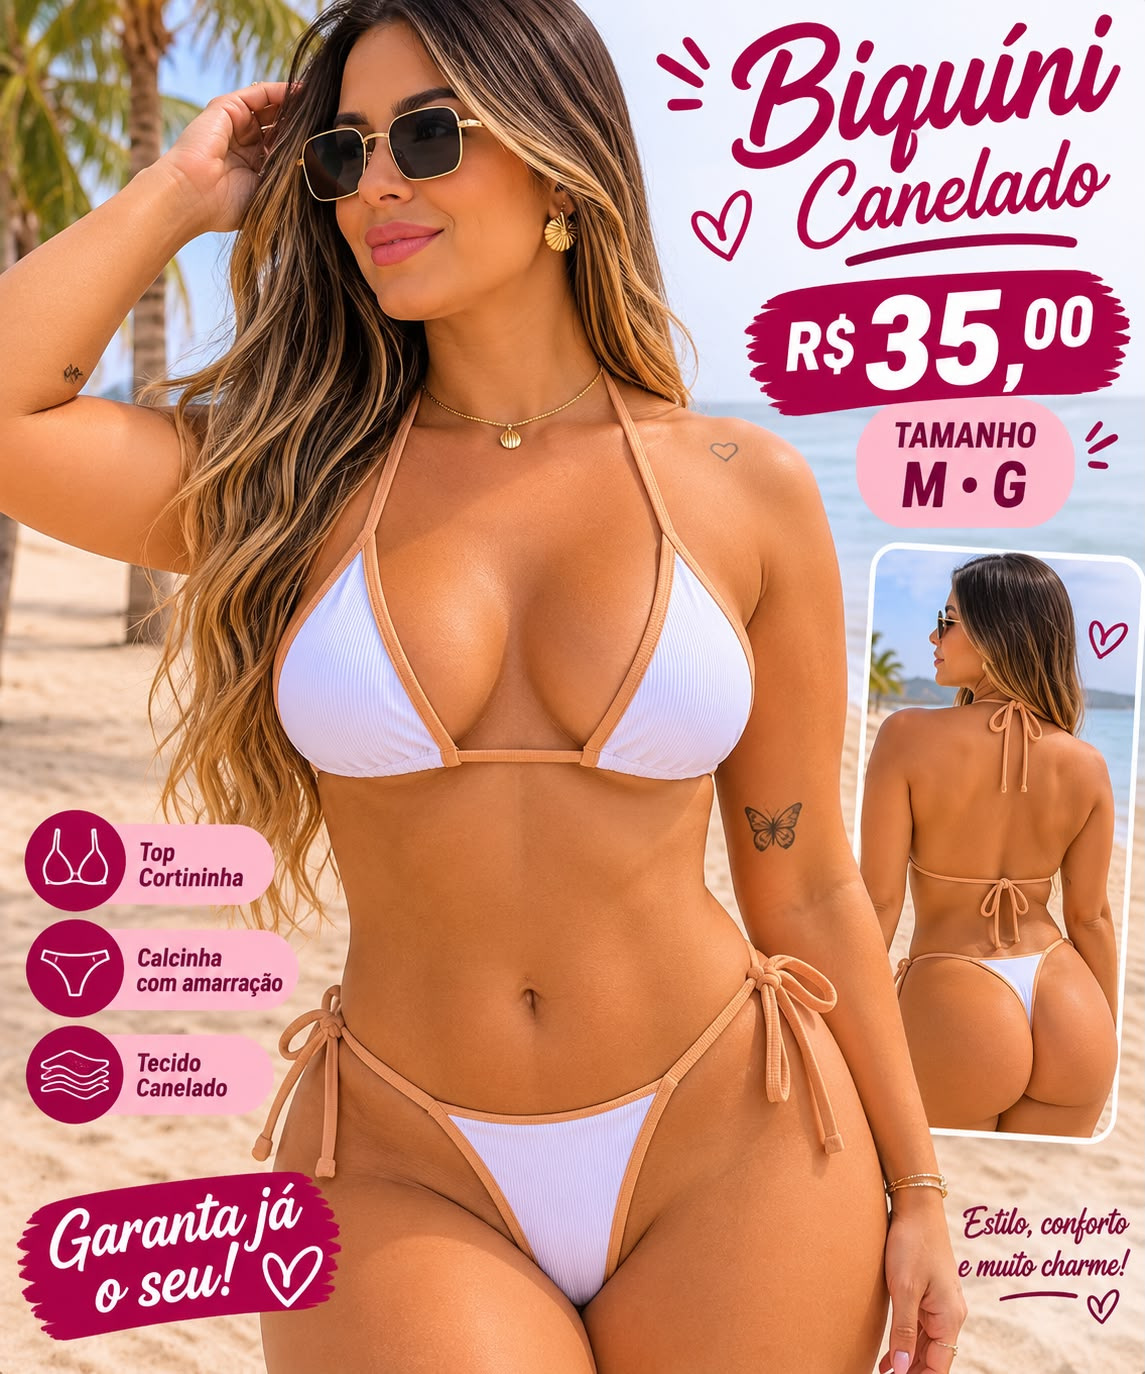 Biquíni
Canelado
R$ 35,00
TAMANHO
M • G
Top
Cortininha
Calcinha
com amarração
Tecido
Canelado
Garanta já
o seu!
Estilo, conforto
e muito charme!